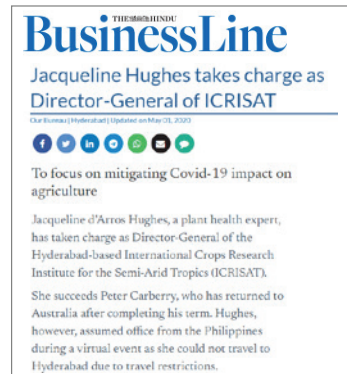 THE HINDU
BusinessLine
Jacqueline Hughes takes charge as
Director-General of ICRISAT
Our Bureau | Hyderabad | Updated on May 01, 2020
To focus on mitigating Covid-19 impact on
agriculture
Jacqueline d'Arros Hughes, a plant health expert,
has taken charge as Director-General of the
Hyderabad-based International Crops Research
Institute for the Semi-Arid Tropics (ICRISAT).
She succeeds Peter Carberry, who has returned to
Australia after completing his term. Hughes,
however, assumed office from the Philippines
during a virtual event as she could not travel to
Hyderabad due to travel restrictions.